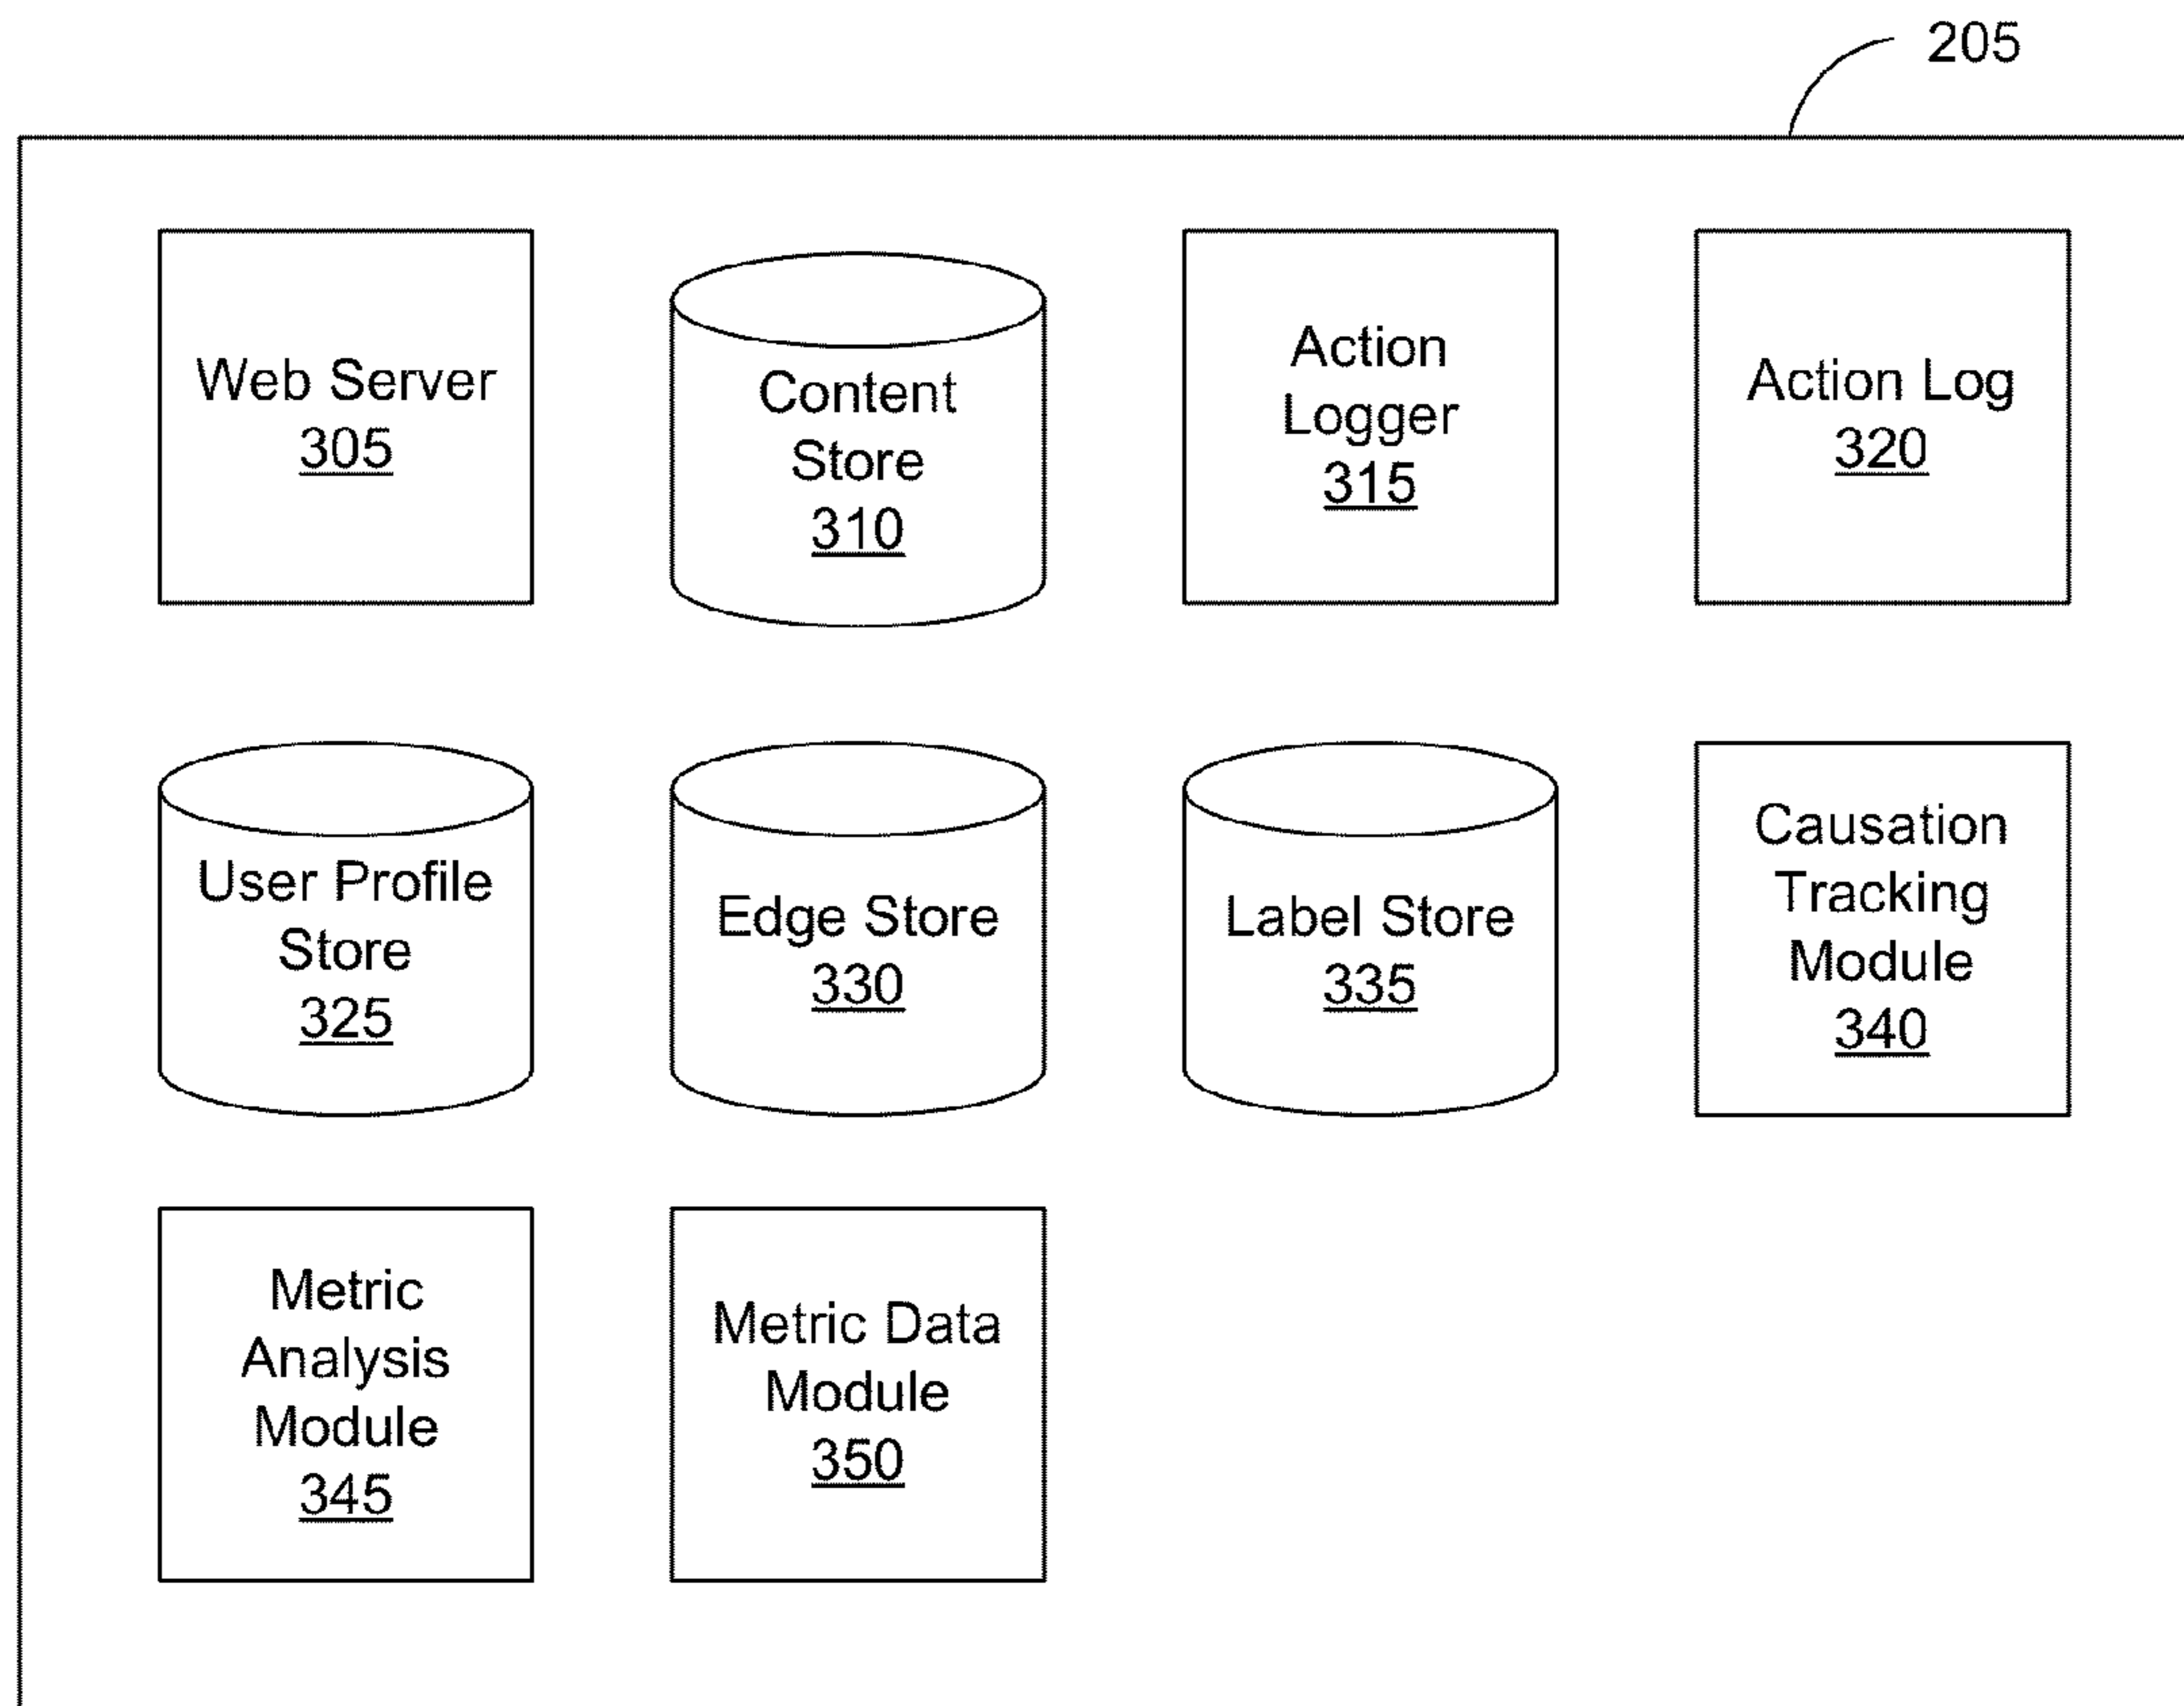 205
Web Server
305
Content
Store
310
Action
Logger
315
Action Log
320
User Profile
Store
325
Edge Store
330
Label Store
335
Causation
Tracking
Module
340
Metric
Analysis
Module
345
Metric Data
Module
350